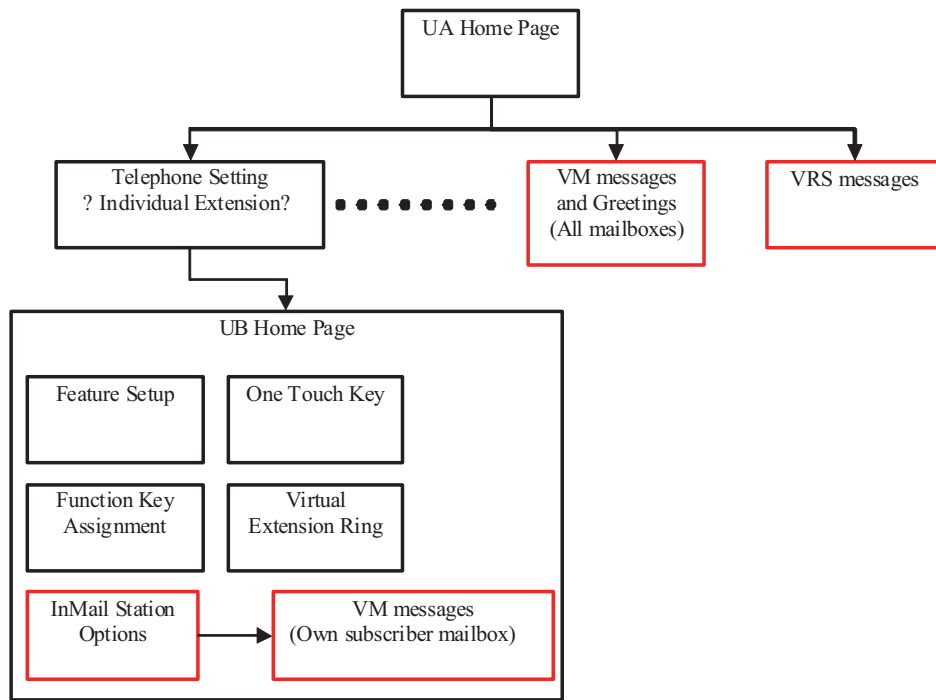 UA Home Page
Telephone Setting
? Individual Extension?
VM messages
and Greetings
(All mailboxes)
VRS messages
UB Home Page
Feature Setup
One Touch Key
Function Key
Assignment
Virtual
Extension Ring
InMail Station
Options
VM messages
(Own subscriber mailbox)